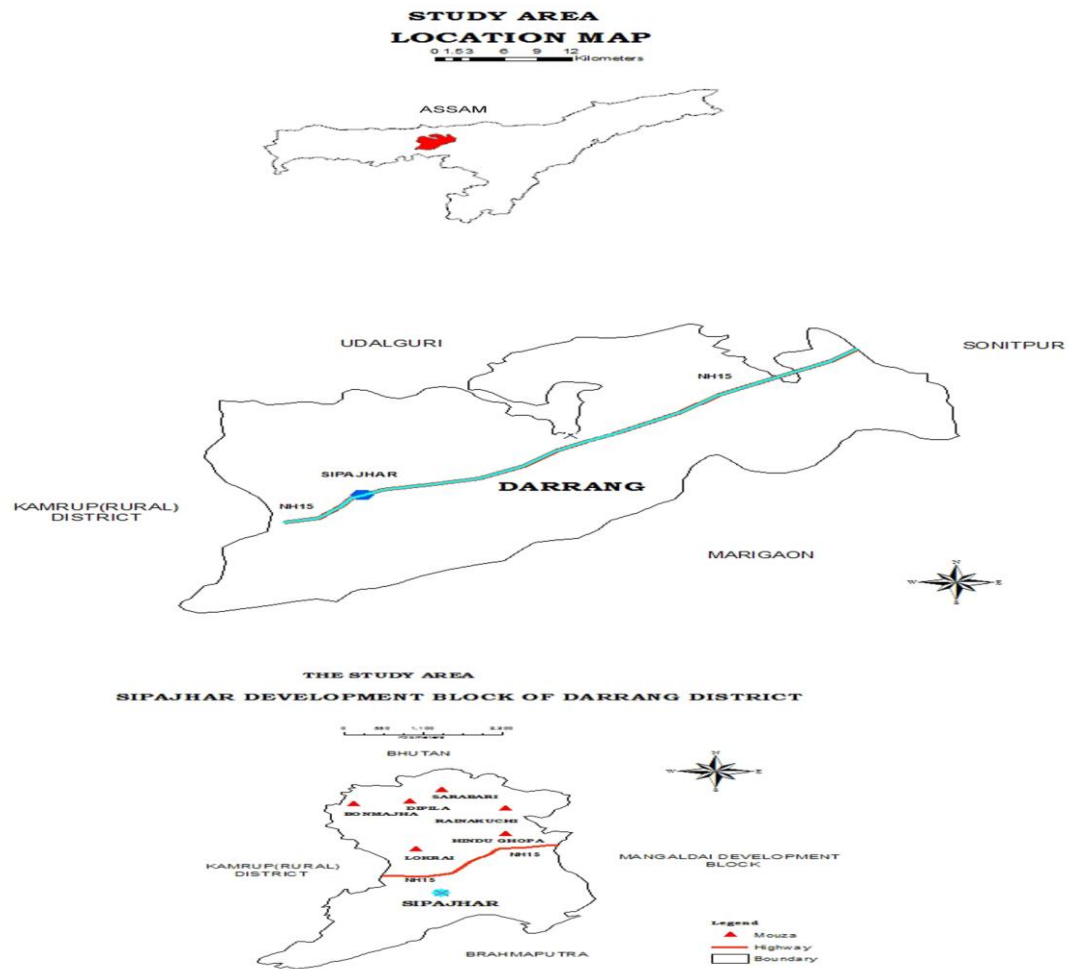 STUDY AREA
LOCATION MAP
0 1.5 3 6 9 12
Kilometers
ASSAM
UDALGURI
SONITPUR
NH15
SIPAJHAR
DARRANG
NH15
KAMRUP(RURAL)
DISTRICT
MARIGAON
N
W E
S
THE STUDY AREA
SIPAJHAR DEVELOPMENT BLOCK OF DARRANG DISTRICT
Kilometers
BHUTAN
N
W E
S
SARABARI
DIPILA
BONMAJHA
RAINAKUCHI
HINDU GHOPA
LOKRAI
NH15
KAMRUP(RURAL)
DISTRICT
MANGALDAI DEVELOPMENT
BLOCK
NH15
SIPAJHAR
BRAHMAPUTRA
Legend
Mouza
Highway
Boundary